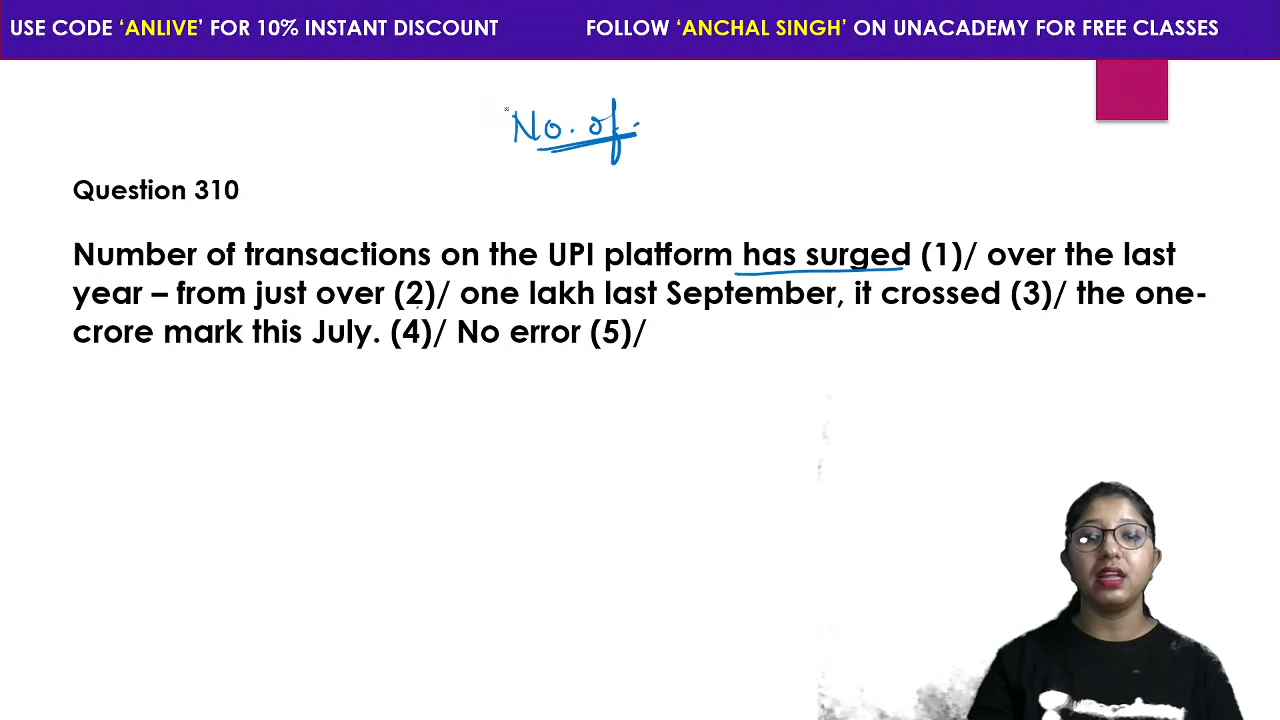 USE CODE ‘ANLIVE’ FOR 10% INSTANT DISCOUNT FOLLOW ‘ANCHAL SINGH’ ON UNACADEMY FOR FREE CLASSES
No. of
Question 310
Number of transactions on the UPI platform has surged (1)/ over the last
year – from just over (2)/ one lakh last September, it crossed (3)/ the one-
crore mark this July. (4)/ No error (5)/